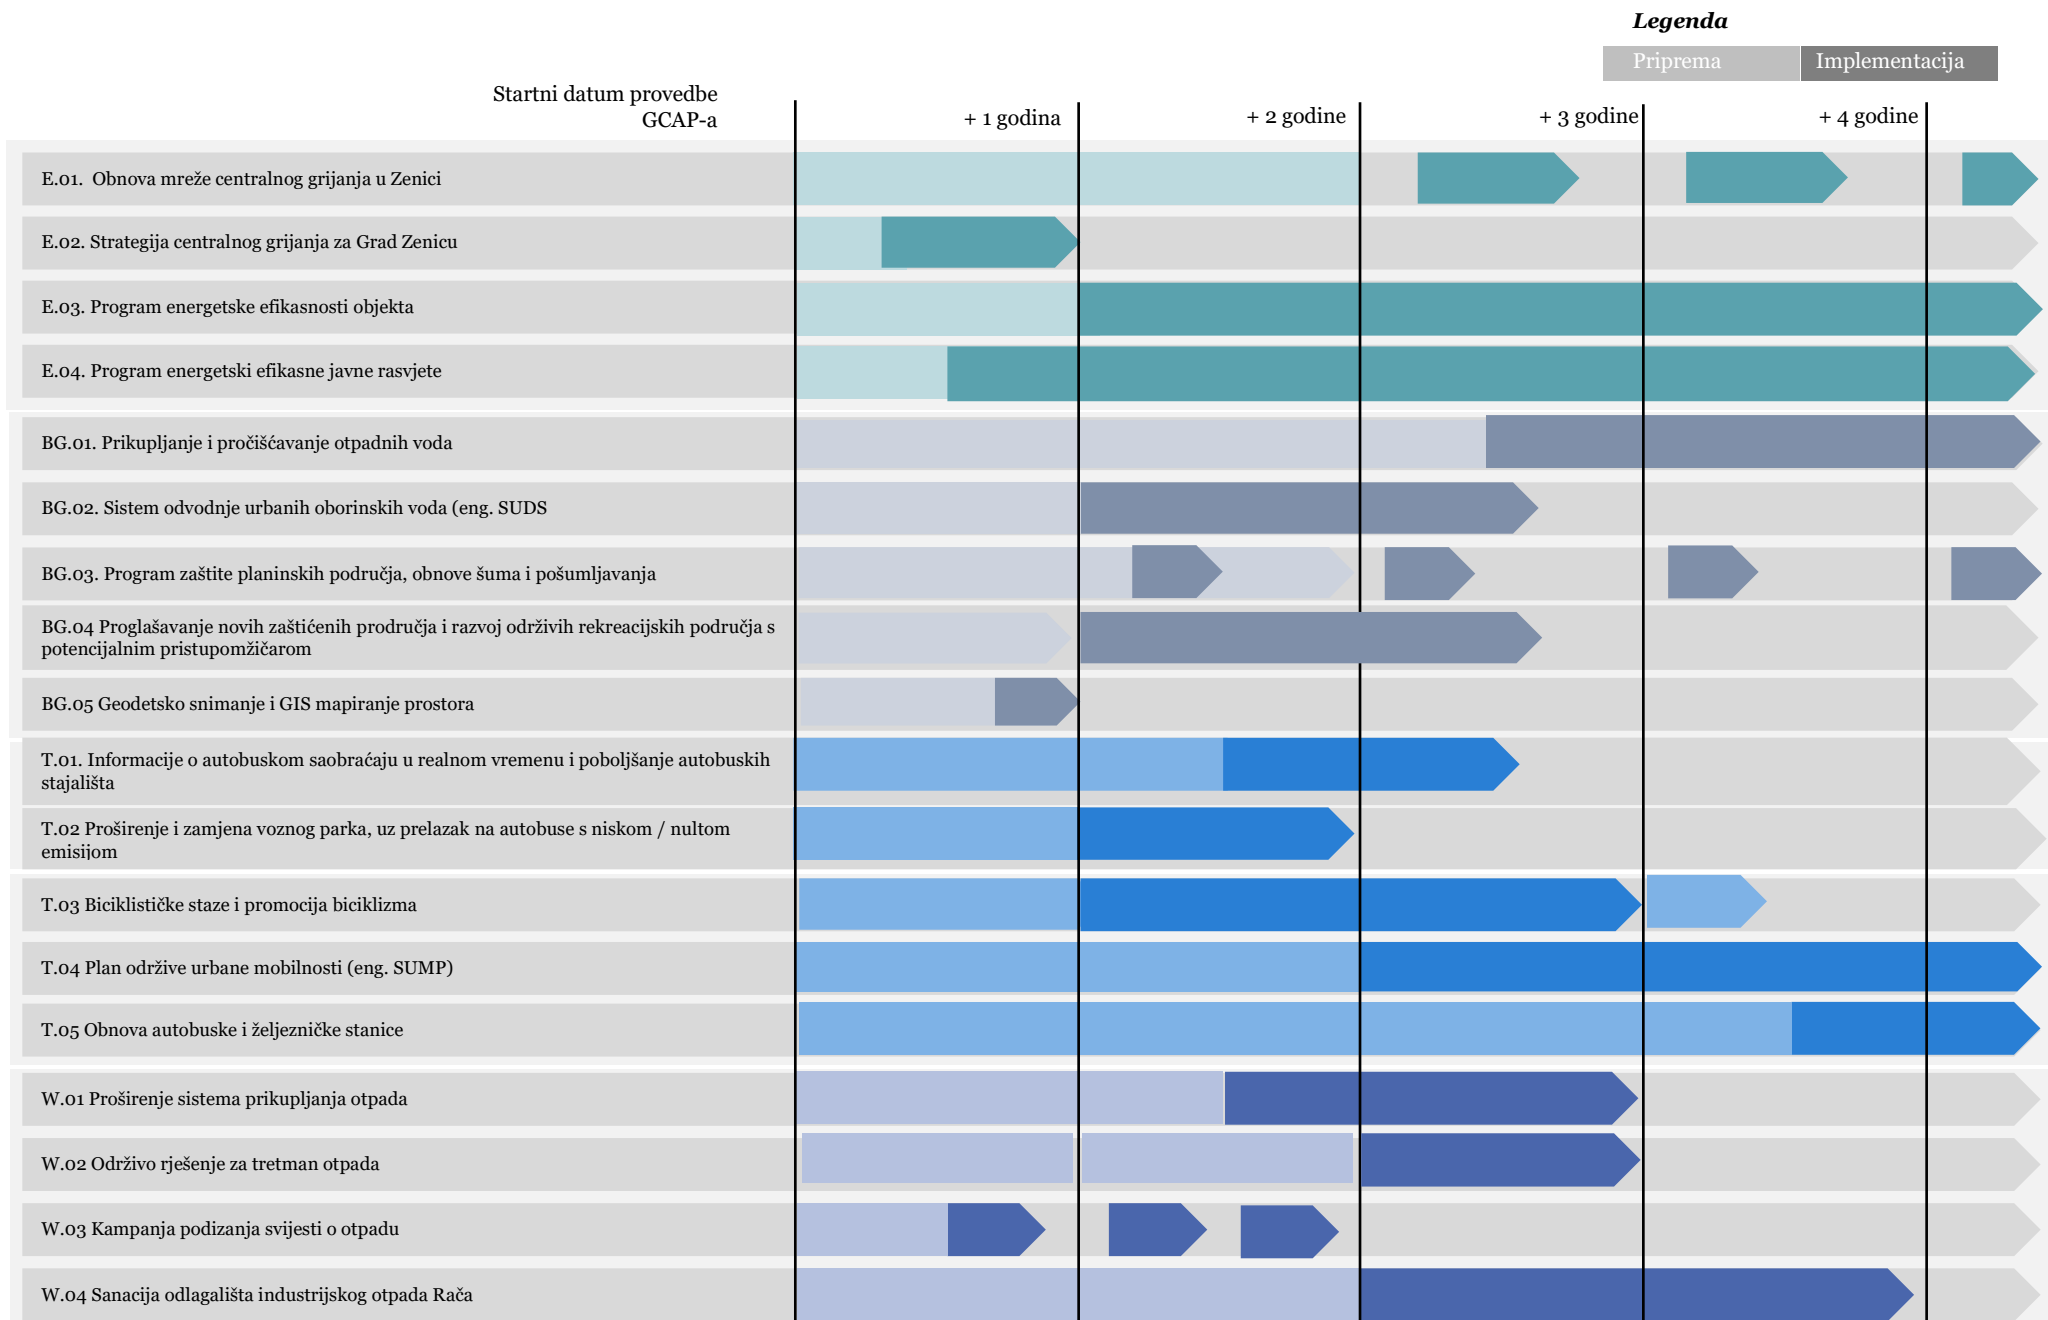 Legenda
Priprema
Implementacija
Startni datum provedbe
GCAP-a
+ 1 godina
+ 2 godine
+ 3 godine
+ 4 godine
E.01. Obnova mreže centralnog grijanja u Zenici
E.02. Strategija centralnog grijanja za Grad Zenicu
E.03. Program energetske efikasnosti objekta
E.04. Program energetski efikasne javne rasvjete
BG.01. Prikupljanje i pročišćavanje otpadnih voda
BG.02. Sistem odvodnje urbanih oborinskih voda (eng. SUDS
BG.03. Program zaštite planinskih područja, obnove šuma i pošumljavanja
BG.04 Proglašavanje novih zaštićenih prodručja i razvoj održivih rekreacijskih područja s
potencijalnim pristupomžičarom
BG.05 Geodetsko snimanje i GIS mapiranje prostora
T.01. Informacije o autobuskom saobraćaju u realnom vremenu i poboljšanje autobuskih
stajališta
T.02 Proširenje i zamjena voznog parka, uz prelazak na autobuse s niskom / nultom
emisijom
T.03 Biciklističke staze i promocija biciklizma
T.04 Plan održive urbane mobilnosti (eng. SUMP)
T.05 Obnova autobuske i željezničke stanice
W.01 Proširenje sistema prikupljanja otpada
W.02 Održivo rješenje za tretman otpada
W.03 Kampanja podizanja svijesti o otpadu
W.04 Sanacija odlagališta industrijskog otpada Rača